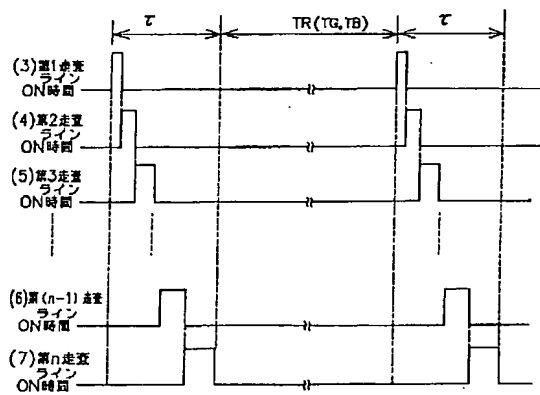 τ TR(TG,TB) τ
(3)第1走査
ライン
ON時間
(4)第2走査
ライン
ON時間
(5)第3走査
ライン
ON時間
(6)第(n-1)走査
ライン
ON時間
(7)第n走査
ライン
ON時間